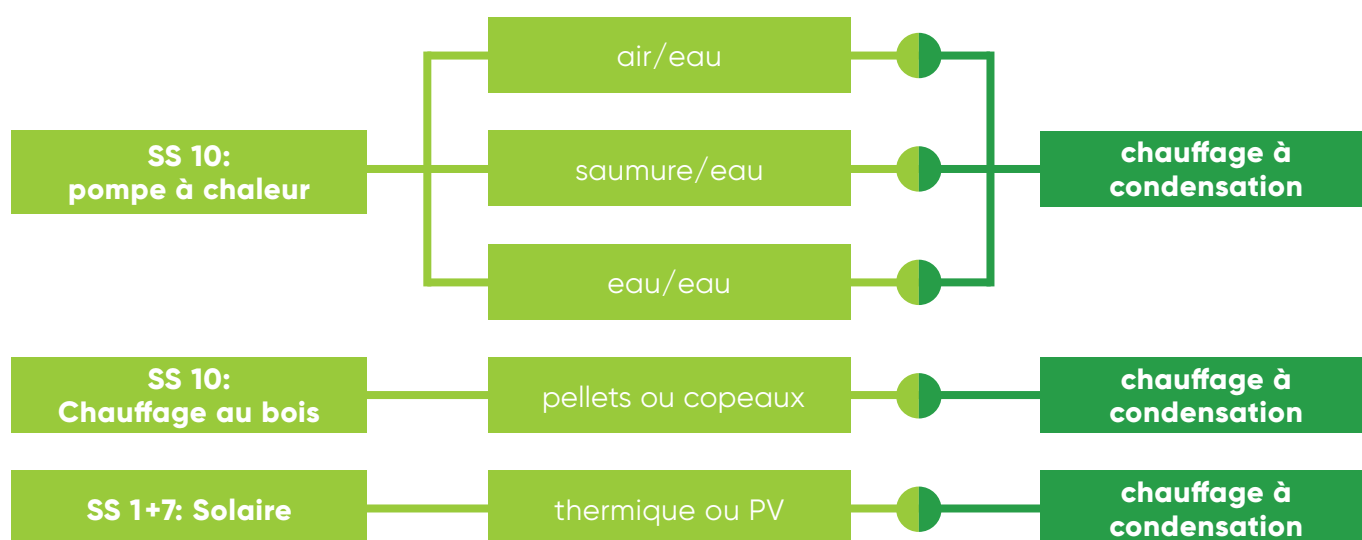 air/eau
SS 10:
pompe à chaleur
saumure/eau
chauffage à
condensation
eau/eau
SS 10:
Chauffage au bois
pellets ou copeaux
chauffage à
condensation
SS 1+7: Solaire
thermique ou PV
chauffage à
condensation